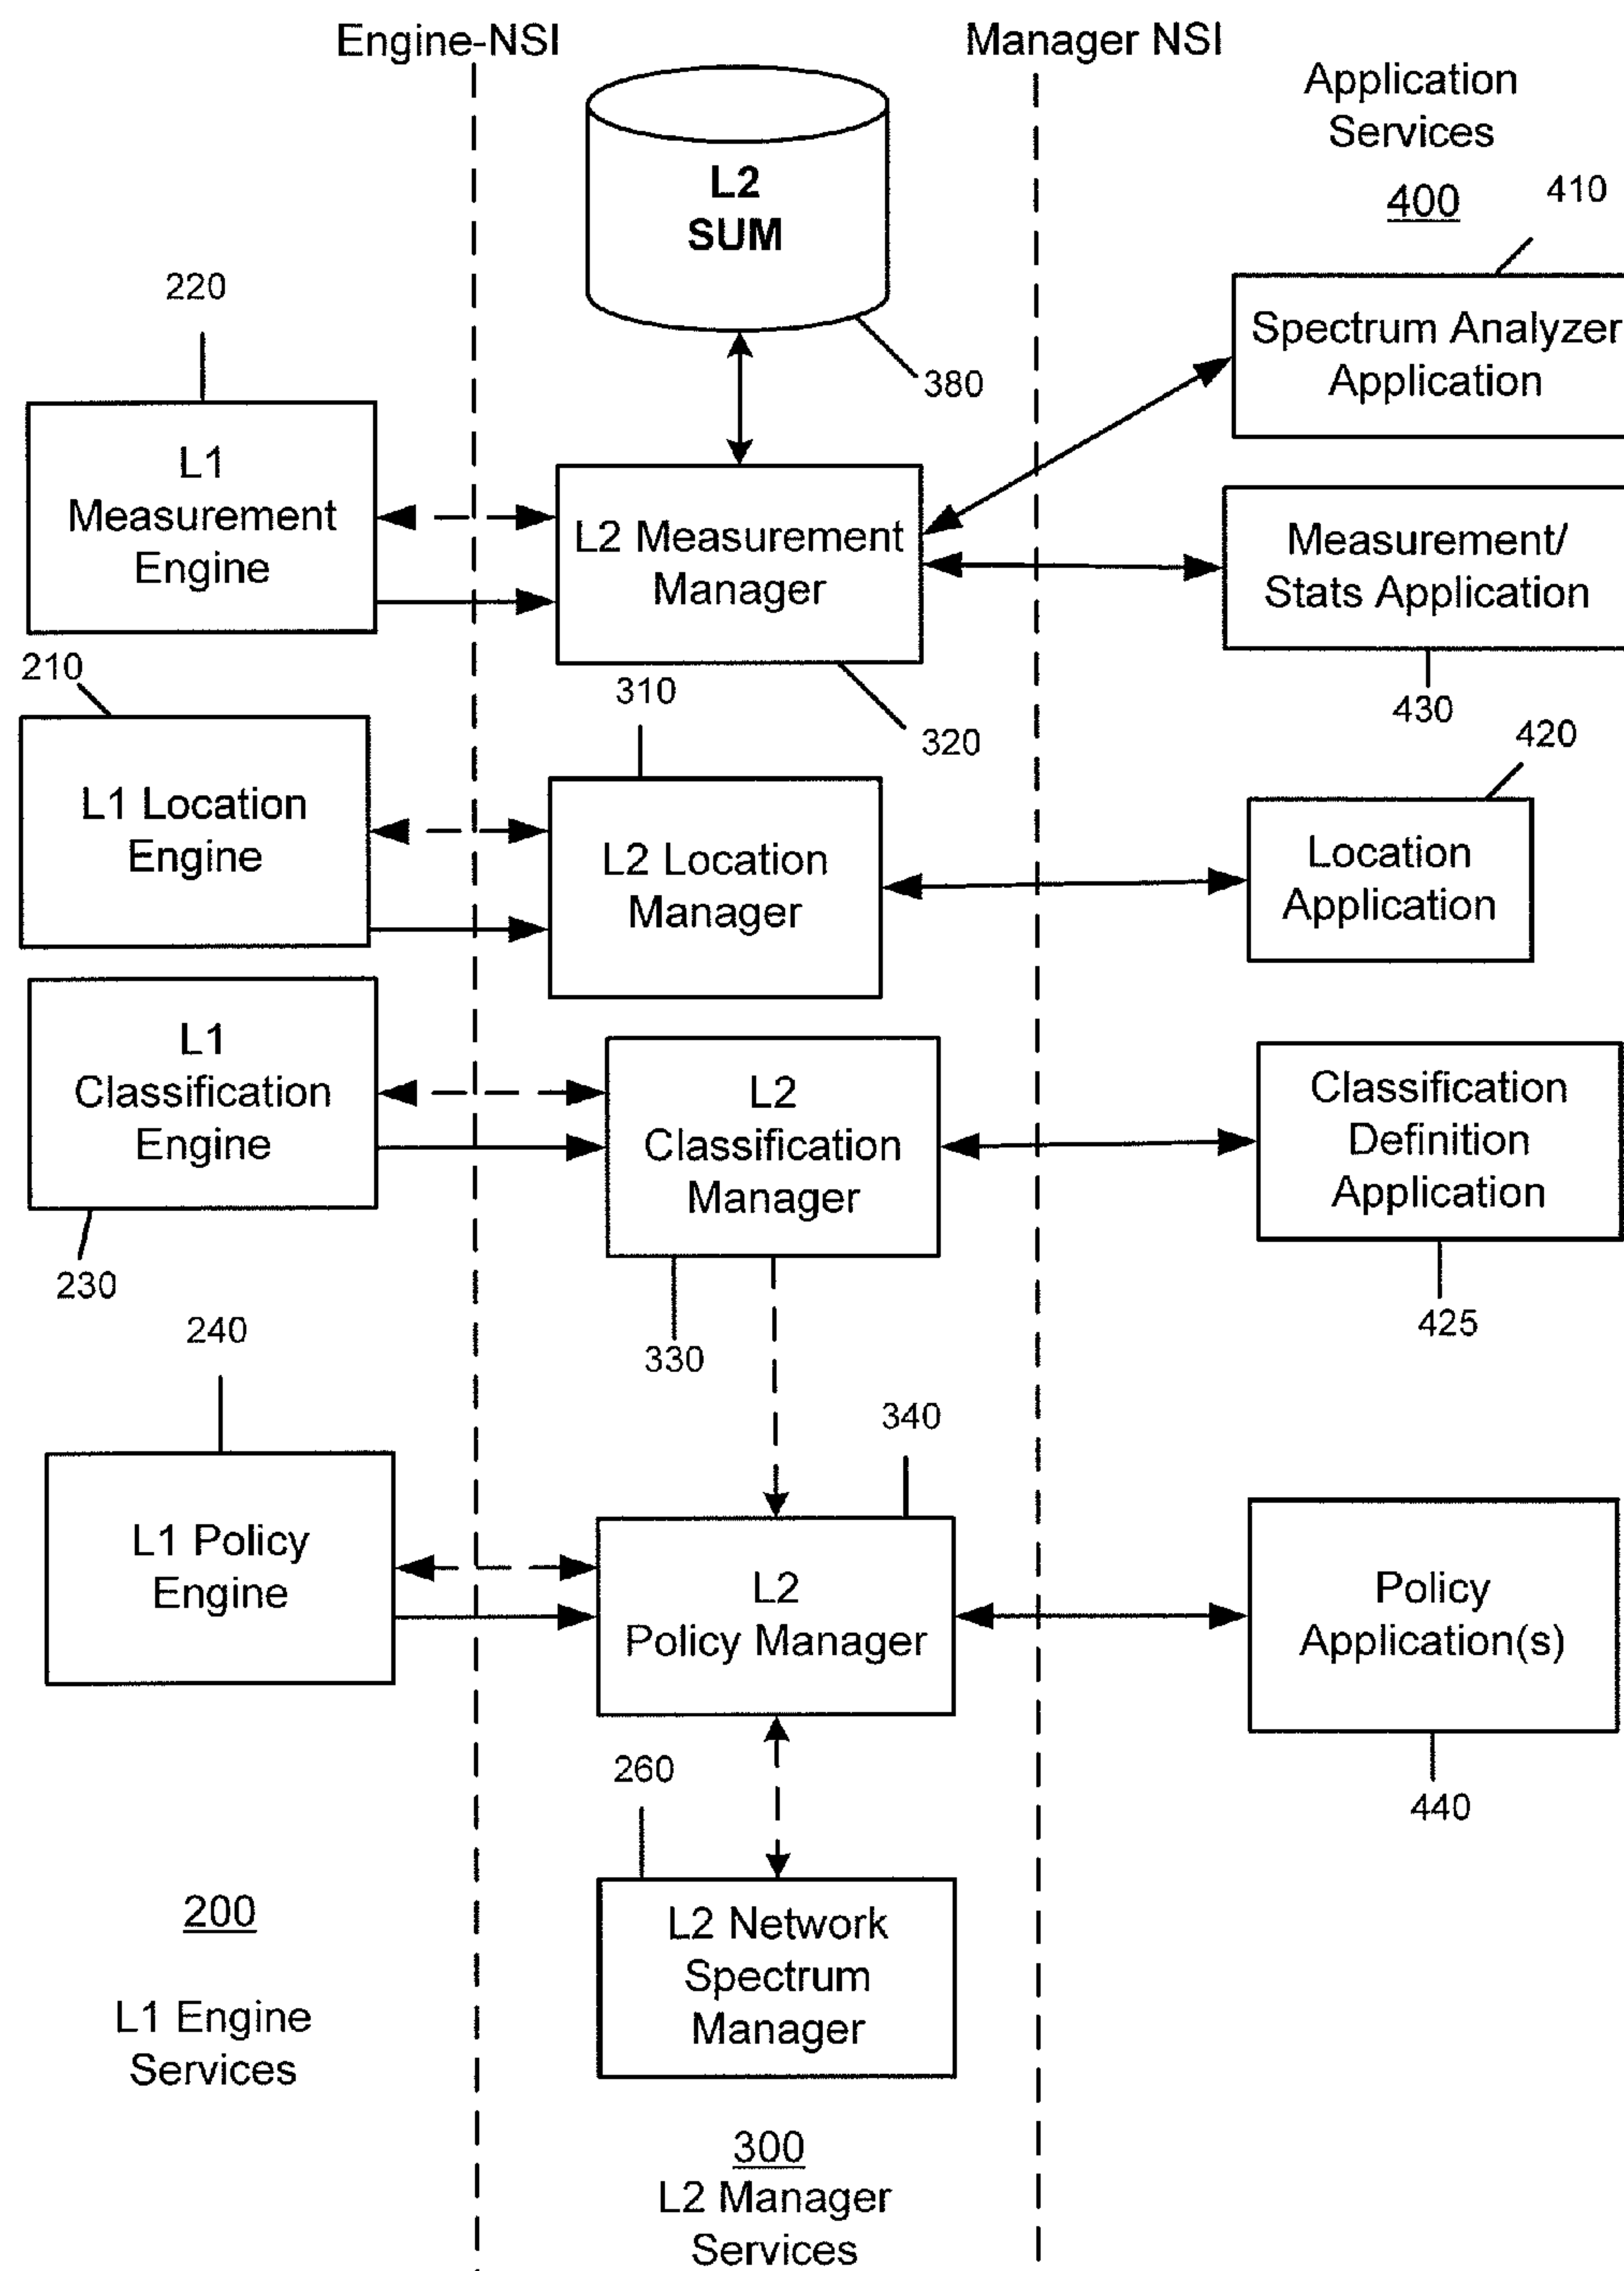 Engine-NSI
Manager NSI
Application
Services
400
410
L2
SUM
380
Spectrum Analyzer
Application
220
L1
Measurement
Engine
L2 Measurement
Manager
320
Measurement/
Stats Application
430
210
L1 Location
Engine
310
L2 Location
Manager
420
Location
Application
L1
Classification
Engine
230
L2
Classification
Manager
330
Classification
Definition
Application
425
240
L1 Policy
Engine
340
L2
Policy Manager
Policy
Application(s)
440
260
L2 Network
Spectrum
Manager
200
L1 Engine
Services
300
L2 Manager
Services